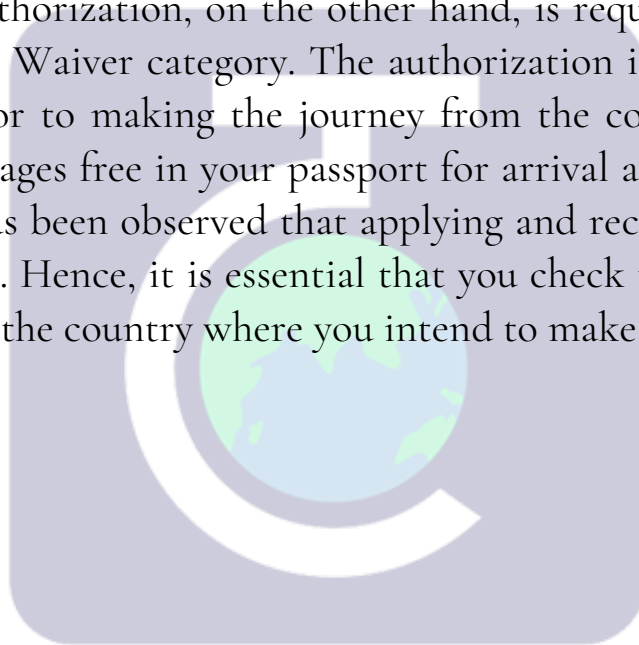 thorization, on the other hand, is requ
Waiver category. The authorization i
or to making the journey from the co
ages free in your passport for arrival a
s been observed that applying and rec
. Hence, it is essential that you check
the country where you intend to make